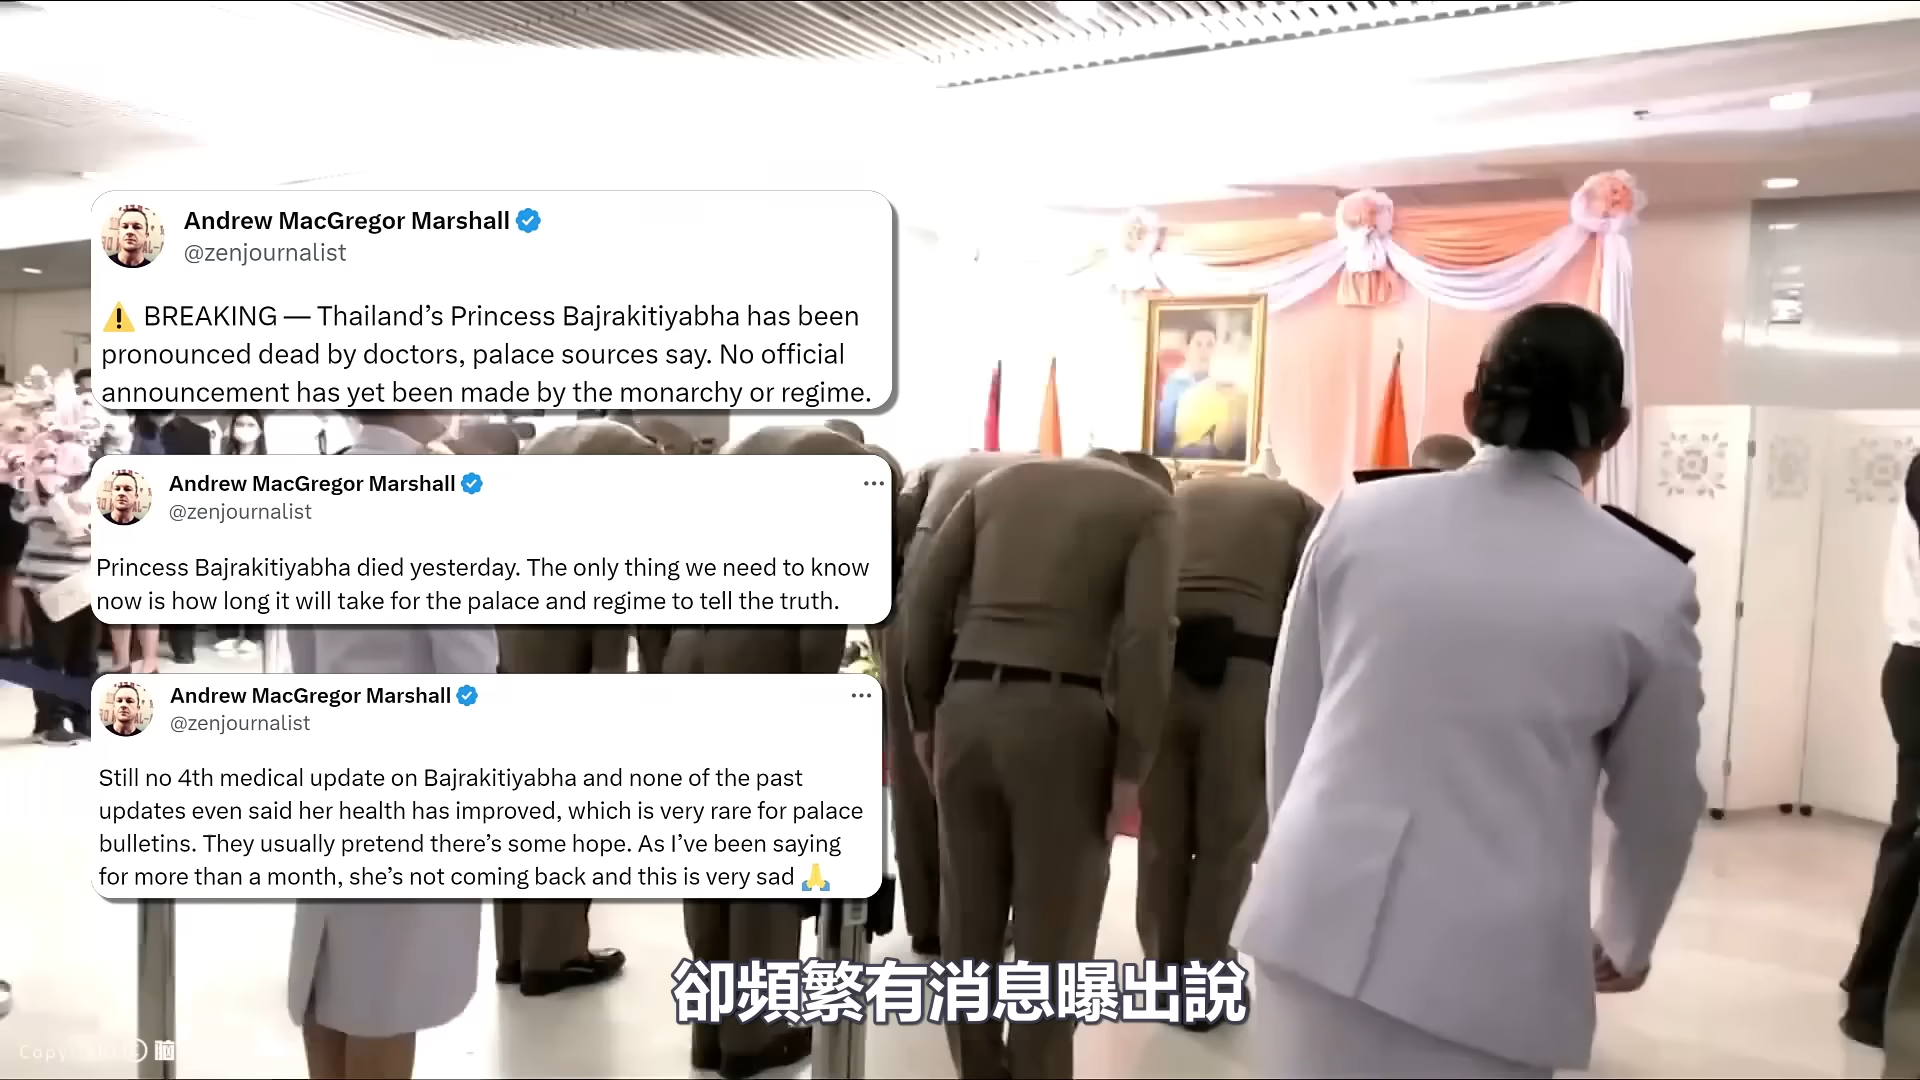 Andrew MacGregor Marshall
@zenjournalist
⚠️ BREAKING — Thailand’s Princess Bajrakitiyabha has been
pronounced dead by doctors, palace sources say. No official
announcement has yet been made by the monarchy or regime.
Andrew MacGregor Marshall
@zenjournalist
Princess Bajrakitiyabha died yesterday. The only thing we need to know
now is how long it will take for the palace and regime to tell the truth.
Andrew MacGregor Marshall
@zenjournalist
Still no 4th medical update on Bajrakitiyabha and none of the past
updates even said her health has improved, which is very rare for palace
bulletins. They usually pretend there’s some hope. As I’ve been saying
for more than a month, she’s not coming back and this is very sad 🙏
卻頻繁有消息曝出說